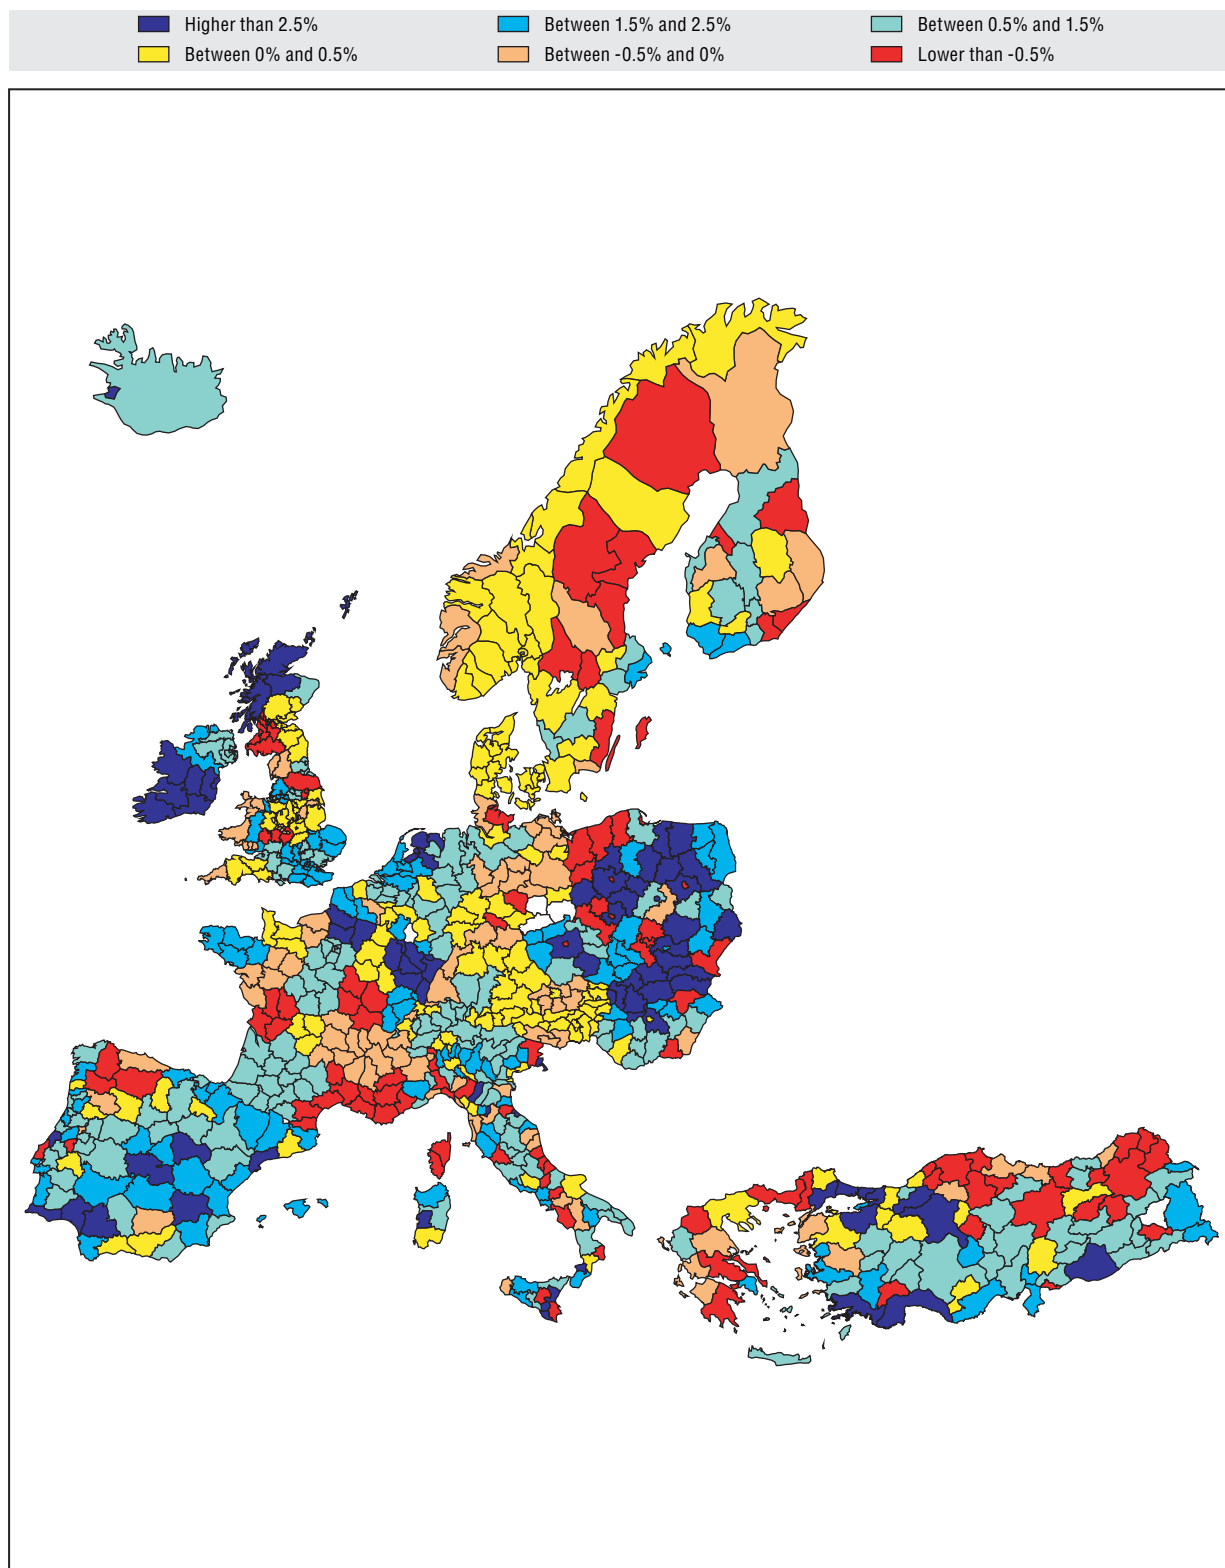 Higher than 2.5% Between 1.5% and 2.5% Between 0.5% and 1.5%
Between 0% and 0.5% Between -0.5% and 0% Lower than -0.5%